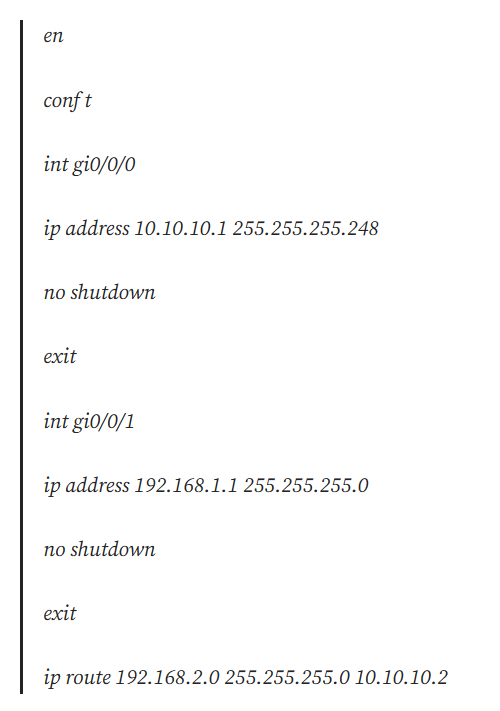 en
conf t
int gi0/0/0
ip address 10.10.10.1 255.255.255.248
no shutdown
exit
int gi0/0/1
ip address 192.168.1.1 255.255.255.0
no shutdown
exit
ip route 192.168.2.0 255.255.255.0 10.10.10.2